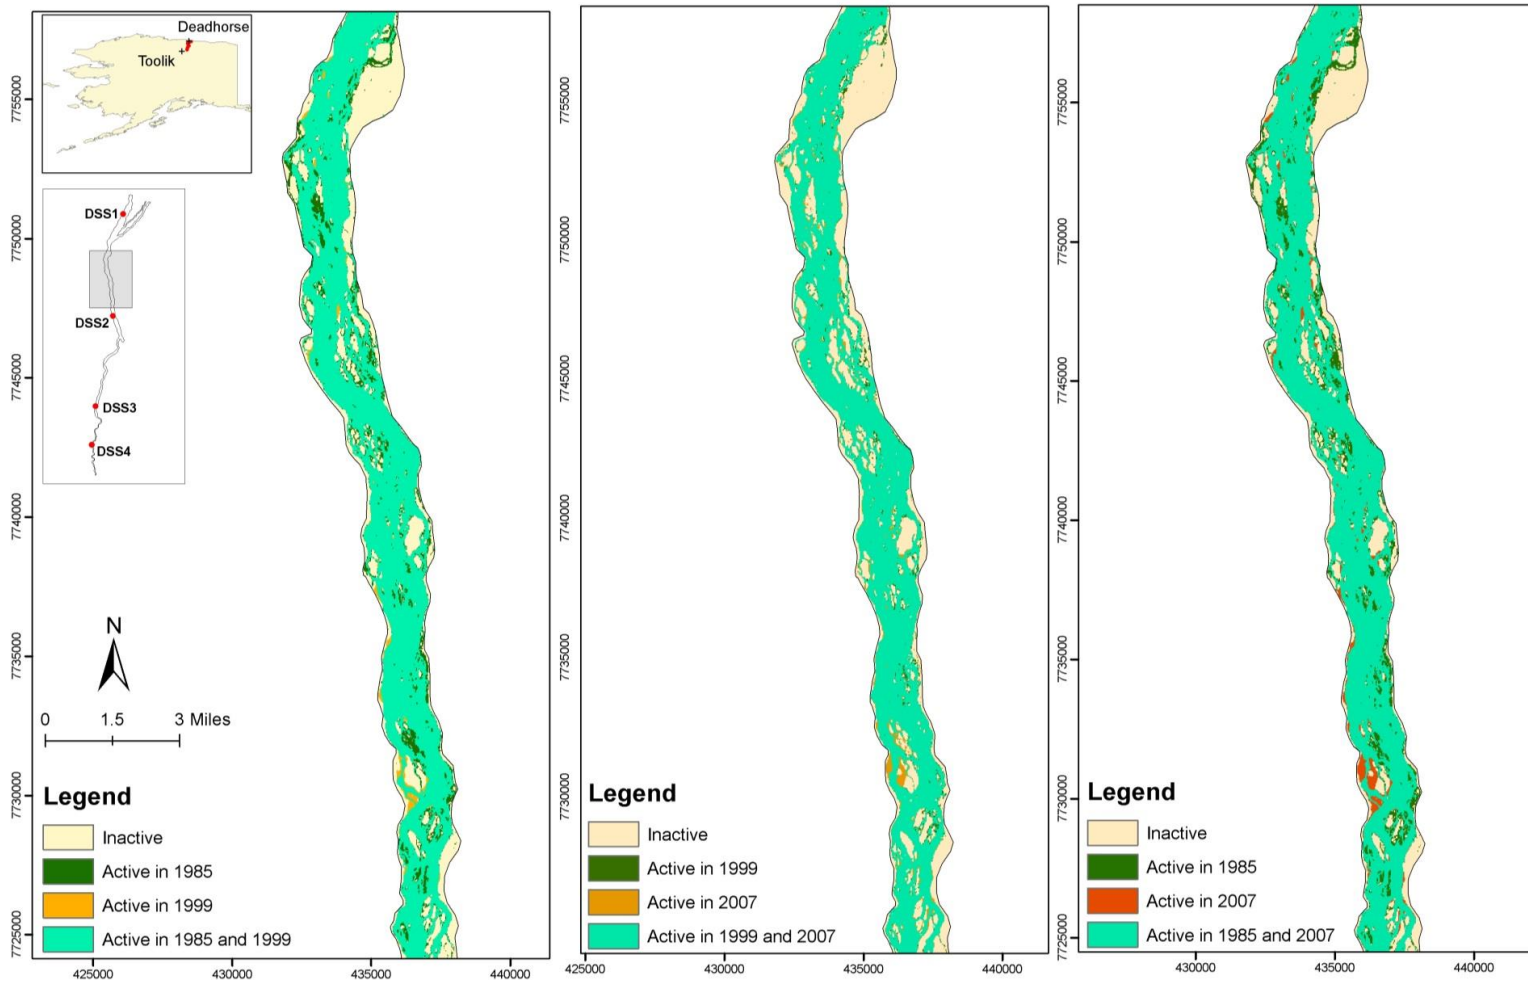 Deadhorse
Toolik
DSS1
DSS2
DSS3
DSS4
N
0 1.5 3 Miles
Legend
Inactive
Active in 1985
Active in 1999
Active in 1985 and 1999
7755000
7750000
7745000
7740000
7735000
7730000
7725000
425000 430000 435000 440000
Legend
Inactive
Active in 1999
Active in 2007
Active in 1999 and 2007
7755000
7750000
7745000
7740000
7735000
7730000
425000 430000 435000 440000
Legend
Inactive
Active in 1985
Active in 2007
Active in 1985 and 2007
7755000
7750000
7745000
7740000
7735000
7730000
7725000
430000 435000 440000